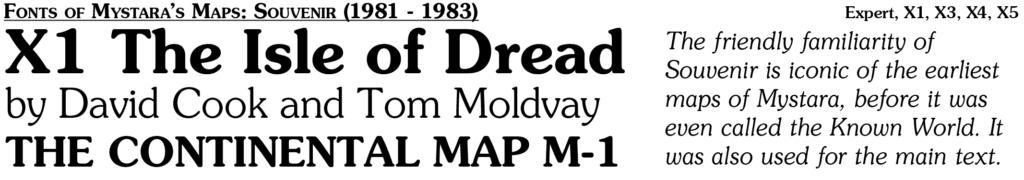 Fonts of Mystara's Maps: Souvenir (1981 - 1983)
Expert, X1, X3, X4, X5
X1 The Isle of Dread
by David Cook and Tom Moldvay
THE CONTINENTAL MAP M-1
The friendly familiarity of
Souvenir is iconic of the earliest
maps of Mystara, before it was
even called the Known World. It
was also used for the main text.